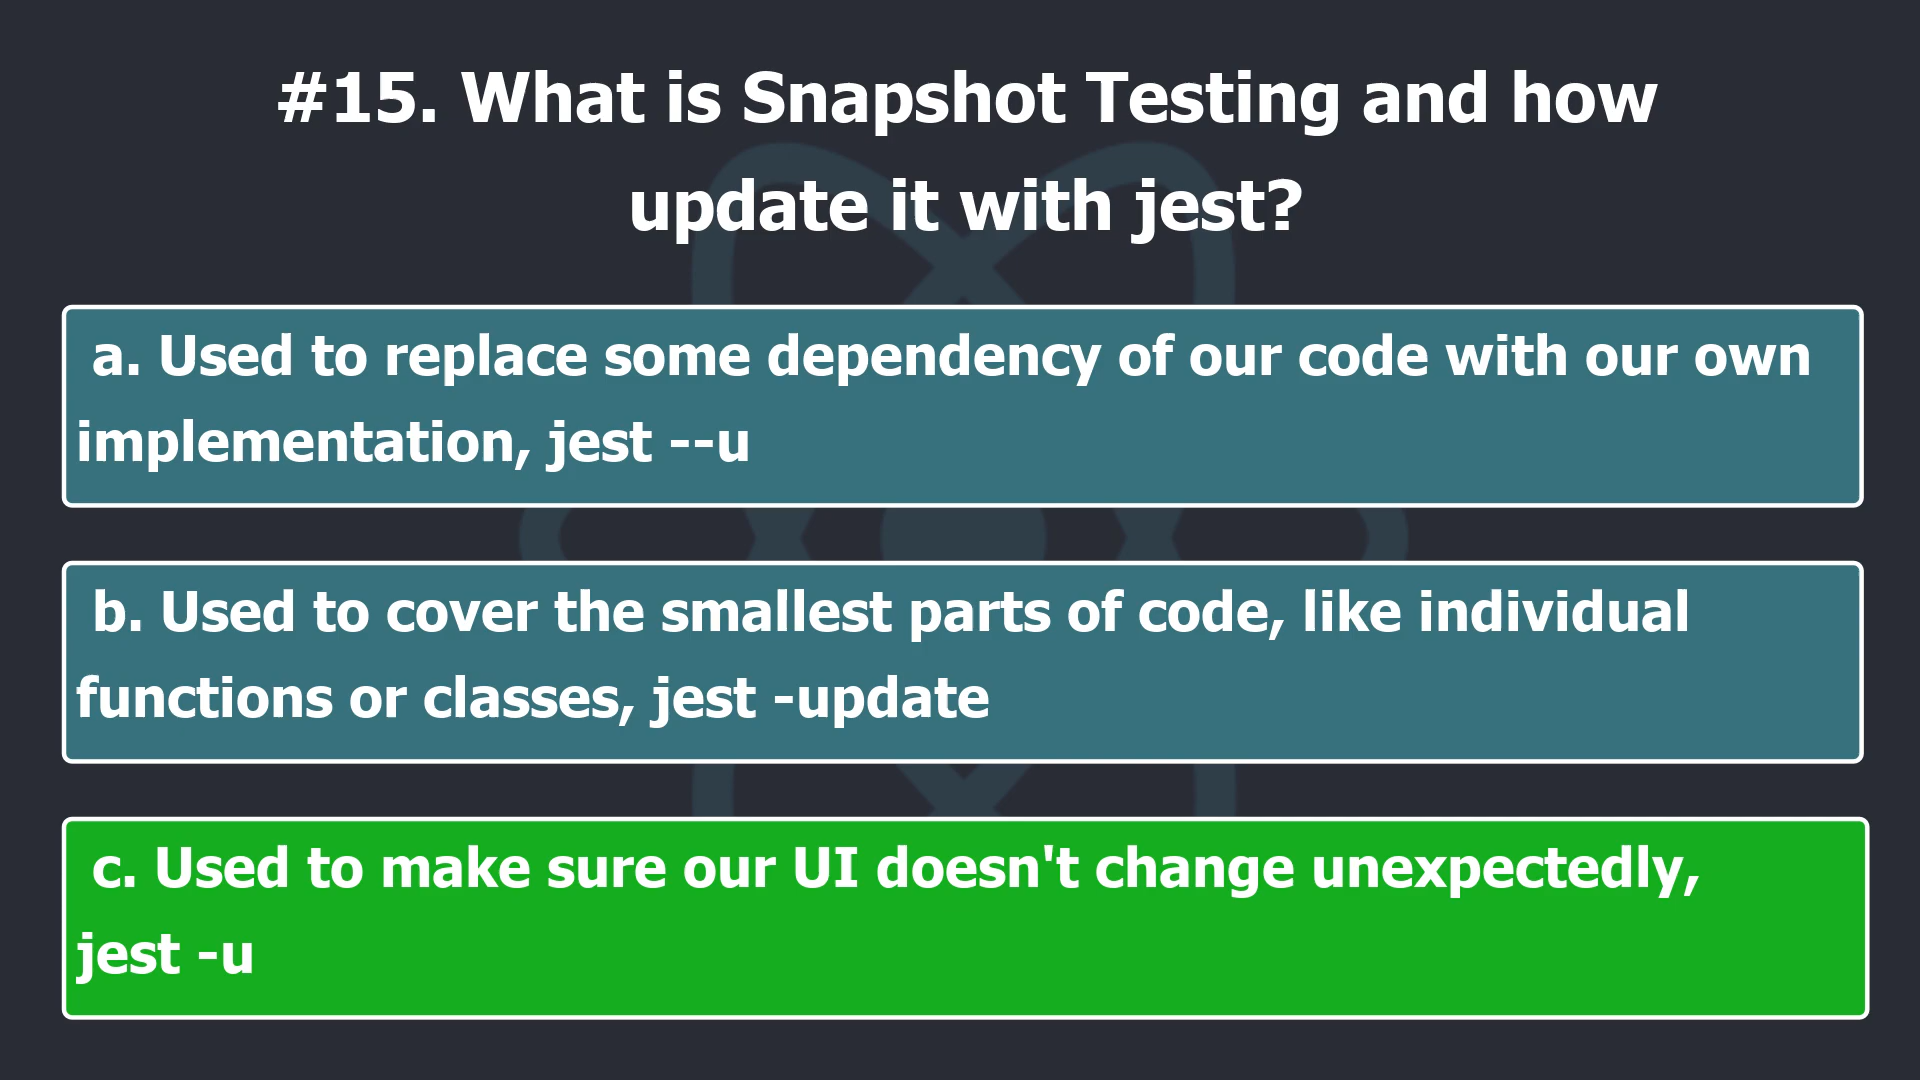 #15. What is Snapshot Testing and how
update it with jest?
a. Used to replace some dependency of our code with our own
implementation, jest --u
b. Used to cover the smallest parts of code, like individual
functions or classes, jest -update
c. Used to make sure our UI doesn't change unexpectedly,
jest -u